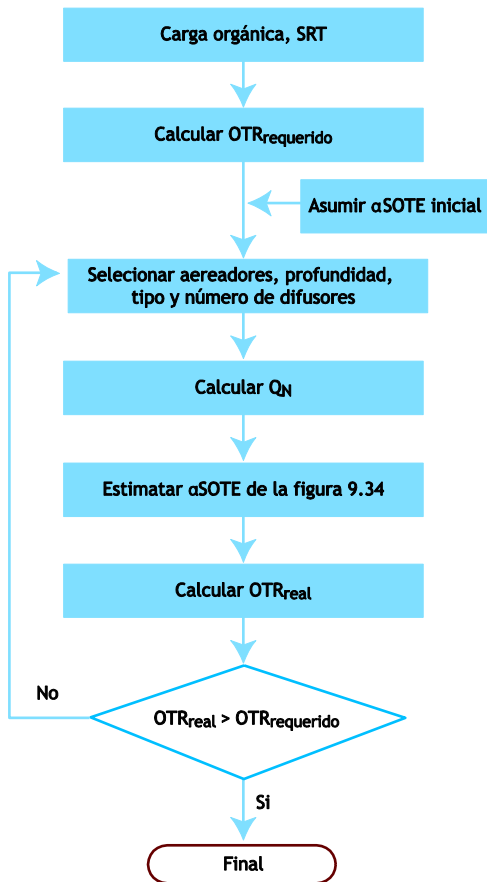 Carga orgánica, SRT
Calcular OTRrequerido
Asumir αSOTE inicial
Selecionar aereadores, profundidad,
tipo y número de difusores
Calcular QN
Estimatar αSOTE de la figura 9.34
Calcular OTRreal
No
OTRreal > OTRrequerido
Si
Final